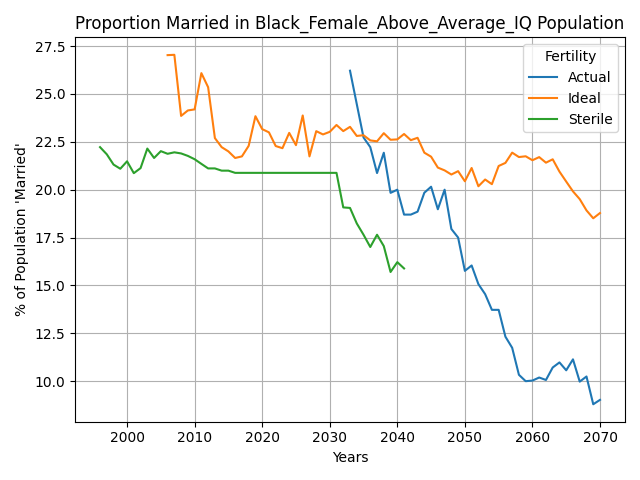 Proportion Married in Black_Female_Above_Average_IQ Population
27.5
25.0
22.5
20.0
17.5
15.0
12.5
10.0
% of Population 'Married'
Fertility
Actual
Ideal
Sterile
2000 2010 2020 2030 2040 2050 2060 2070
Years